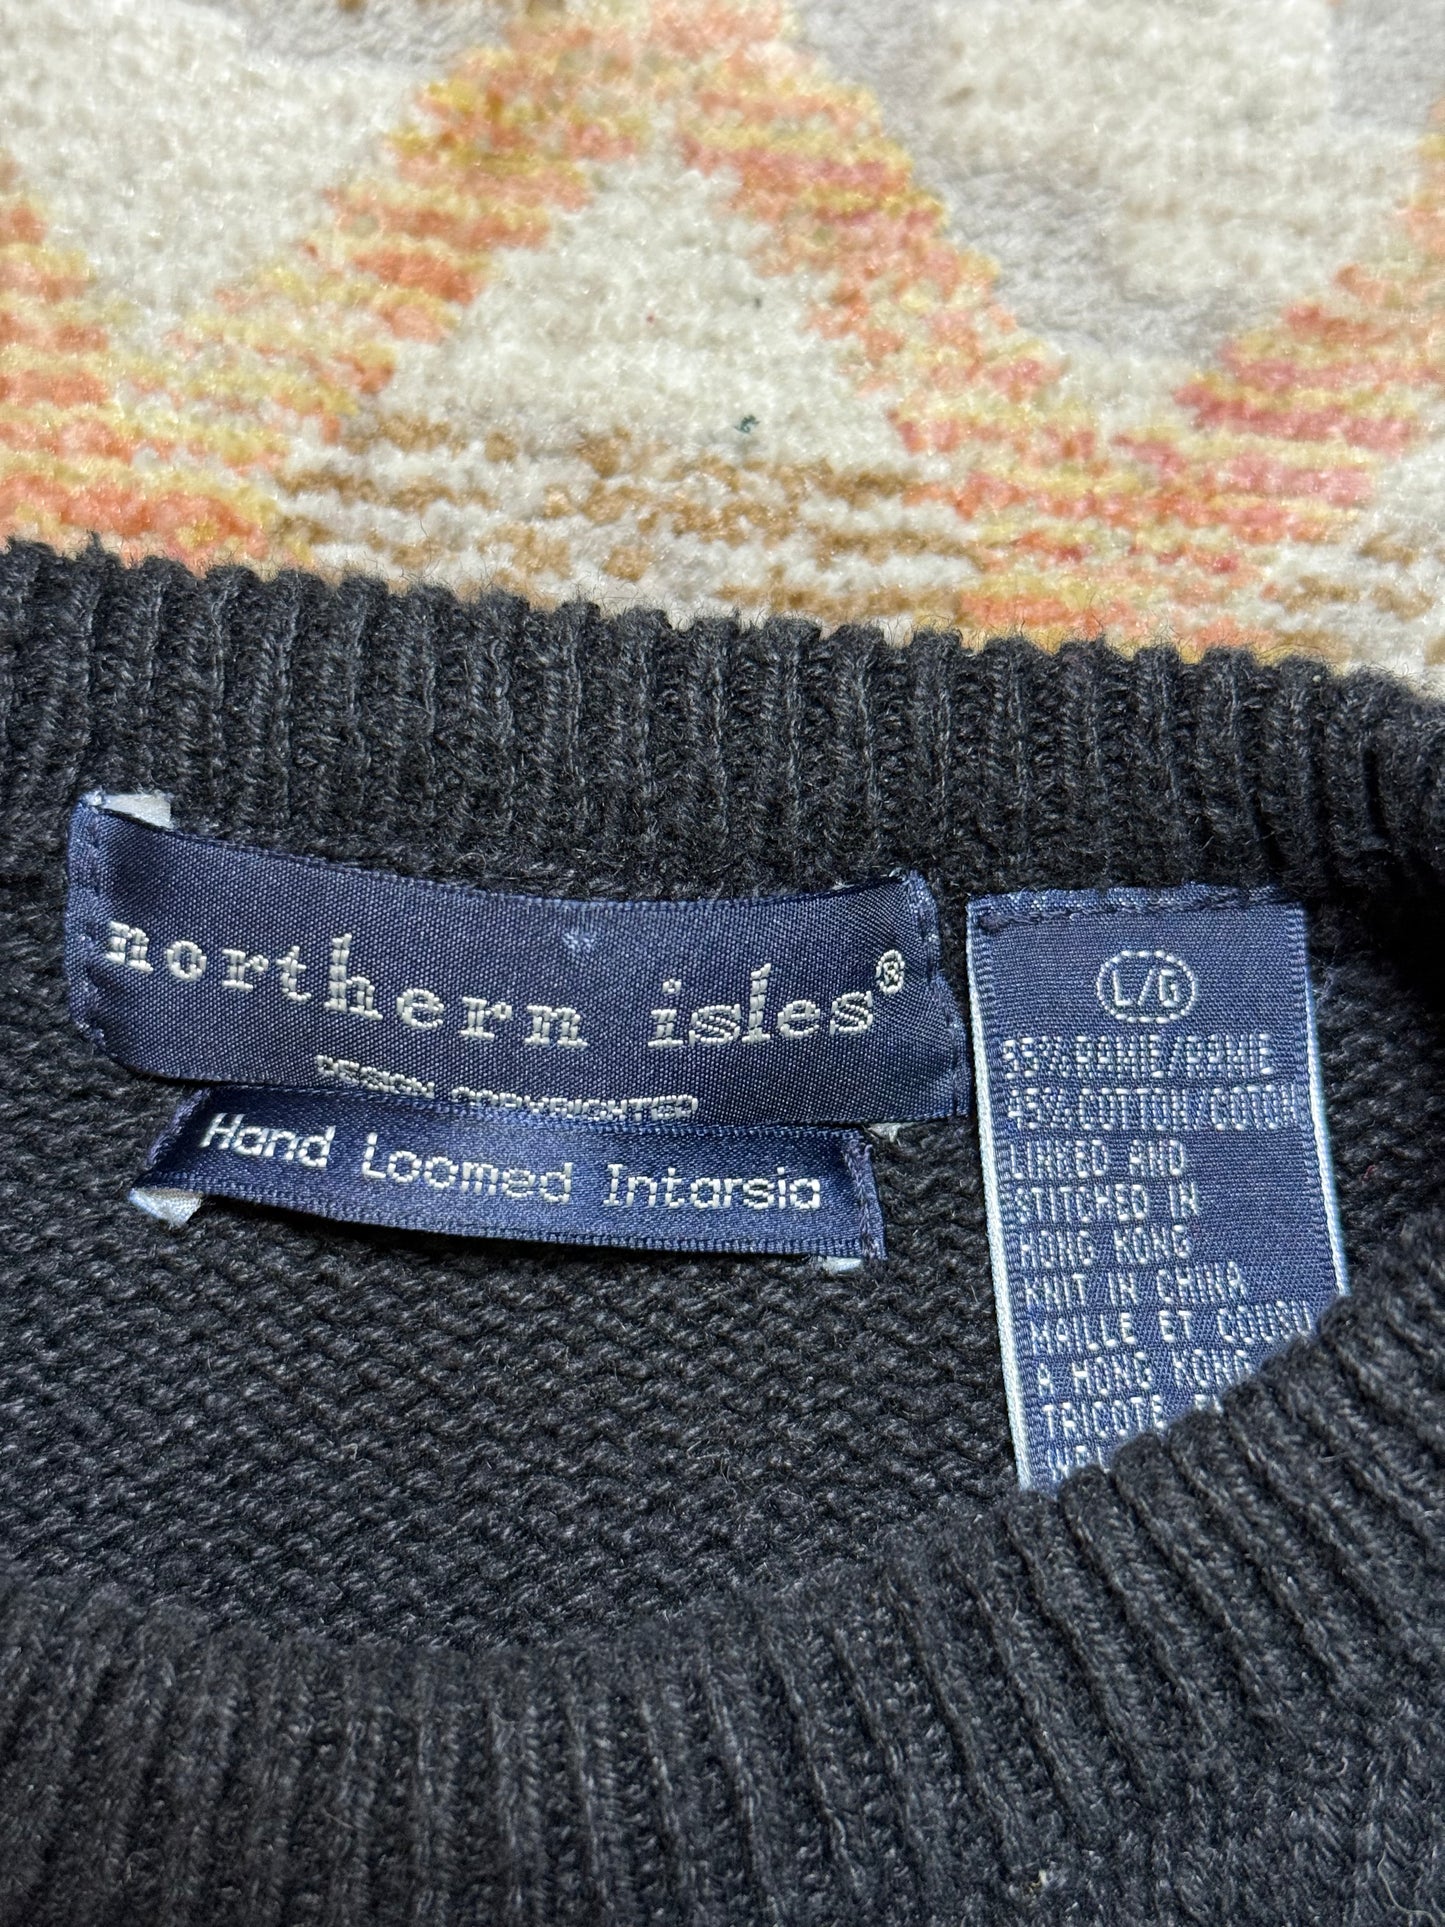 northern isles®
DESIGN COPYRIGHTED
Hand Loomed Intarsia
L/G
55% RAMIE/RAMIE
45% COTTON/COTON
LINKED AND
STITCHED IN
HONG KONG
KNIT IN CHINA
MAILLE ET COUSU
A HONG KONG
TRICOTE